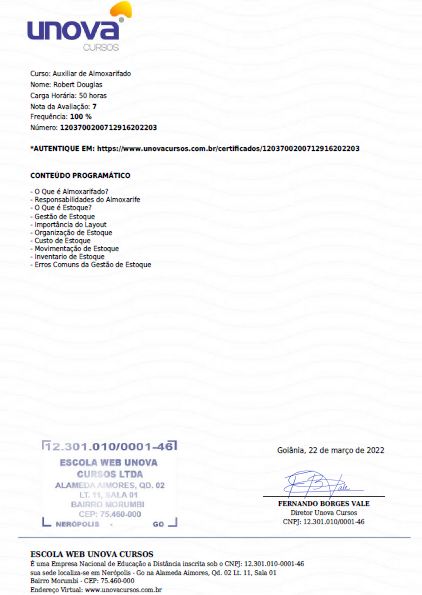 unova
CURSOS
Curso: Auxiliar de Almoxarifado
Nome: Robert Douglas
Carga Horária: 50 horas
Nota da Avaliação: 7
Frequência: 100 %
Número: 1203700200712916202203
*AUTENTIQUE EM: https://www.unovacursos.com.br/certificados/1203700200712916202203
CONTEÚDO PROGRAMÁTICO
- O Que é Almoxarifado?
- Responsabilidades do Almoxarife
- O Que é Estoque?
- Gestão de Estoque
- Importância do Layout
- Organização de Estoque
- Custo de Estoque
- Movimentação de Estoque
- Inventario de Estoque
- Erros Comuns da Gestão de Estoque
12.301.010/0001-46
ESCOLA WEB UNOVA
CURSOS LTDA
ALAMEDA AIMORES, QD. 02
LT. 11, SALA 01
BAIRRO MORUMBI
CEP: 75.460-000
NERÓPOLIS - GO
Goiânia, 22 de março de 2022
FERNANDO BORGES VALE
Diretor Unova Cursos
CNPJ: 12.301.010/0001-46
ESCOLA WEB UNOVA CURSOS
É uma Empresa Nacional de Educação a Distância inscrita sob o CNPJ: 12.301.010-0001-46
sua sede localiza-se em Nerópolis - Go na Alameda Aimores, Qd. 02 Lt. 11, Sala 01
Bairro Morumbi - CEP: 75.460-000
Endereço Virtual: www.unovacursos.com.br